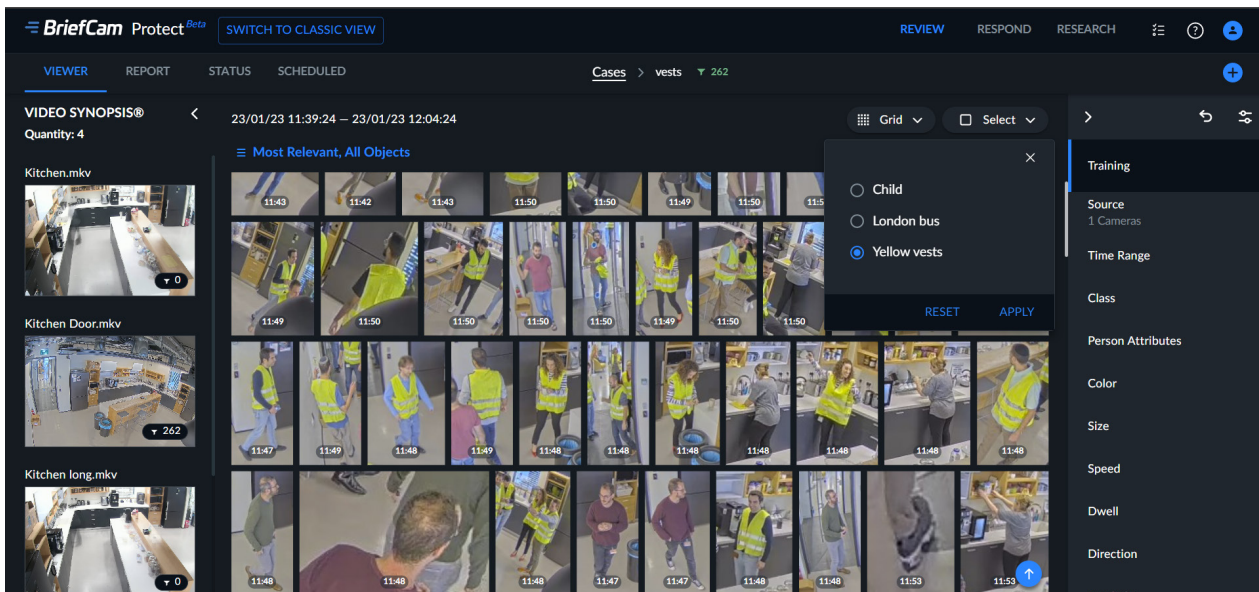 BriefCam Protect Beta SWITCH TO CLASSIC VIEW REVIEW RESPOND RESEARCH ?
VIEWER REPORT STATUS SCHEDULED Cases > vests 262
VIDEO SYNOPSIS®
Quantity: 4
23/01/23 11:39:24 — 23/01/23 12:04:24 Grid Select
Most Relevant, All Objects
Kitchen.mkv
0
Kitchen Door.mkv
262
Kitchen long.mkv
0
11:43 11:42 11:43 11:50 11:50 11:49 11:50
11:49 11:50 11:50 11:50 11:50 11:49 11:50 11:50
11:47 11:49 11:48 11:49 11:48 11:48 11:48 11:48 11:48 11:48 11:48
11:48 11:48 11:48 11:47 11:47 11:48 11:48 11:53 11:53
Child
London bus
Yellow vests
RESET APPLY
Training
Source
1 Cameras
Time Range
Class
Person Attributes
Color
Size
Speed
Dwell
Direction